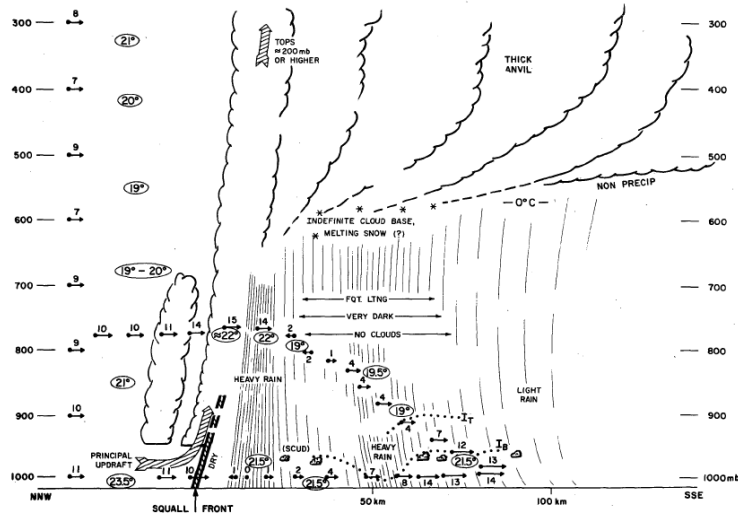 300
8
21°
TOPS
≈200mb
OR HIGHER
THICK
ANVIL
300
400
7
20°
400
500
9
19°
500
NON PRECIP
600
7
0°C
600
INDEFINITE CLOUD BASE,
MELTING SNOW (?)
19° – 20°
700
9
700
FQT. LTNG
VERY DARK
10 10 11 14 15 14 2
≈22° 22°
NO CLOUDS
19°
800
9
2 1
4
19.5°
800
21°
HEAVY RAIN
4
LIGHT
RAIN
4
19°
900
10
4
I_T
900
7
PRINCIPAL
UPDRAFT
DRY
(SCUD)
HEAVY
RAIN
12
I_B
21.5°
21.5°
13
1000
11 11 10 1 0 1 2 4 7 8 14 13 14
1000mb
23.5°
21.5°
NNW
SQUALL FRONT
50 km
100 km
SSE